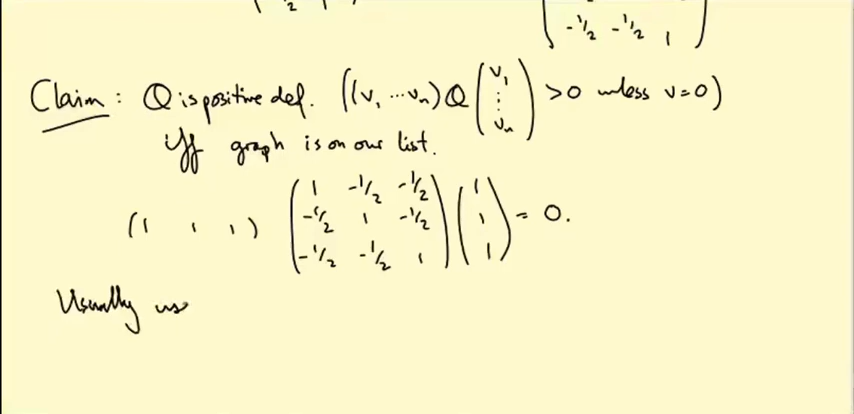 -1/2 -1/2 1
Claim: Q is positive def. ((v₁ ... vₙ) Q (v₁ ⋮ vₙ) > 0 unless v=0)
iff graph is on our list.
(1 1 1) (1 -1/2 -1/2
-1/2 1 -1/2
-1/2 -1/2 1) (1 1 1) = 0.
Usually us